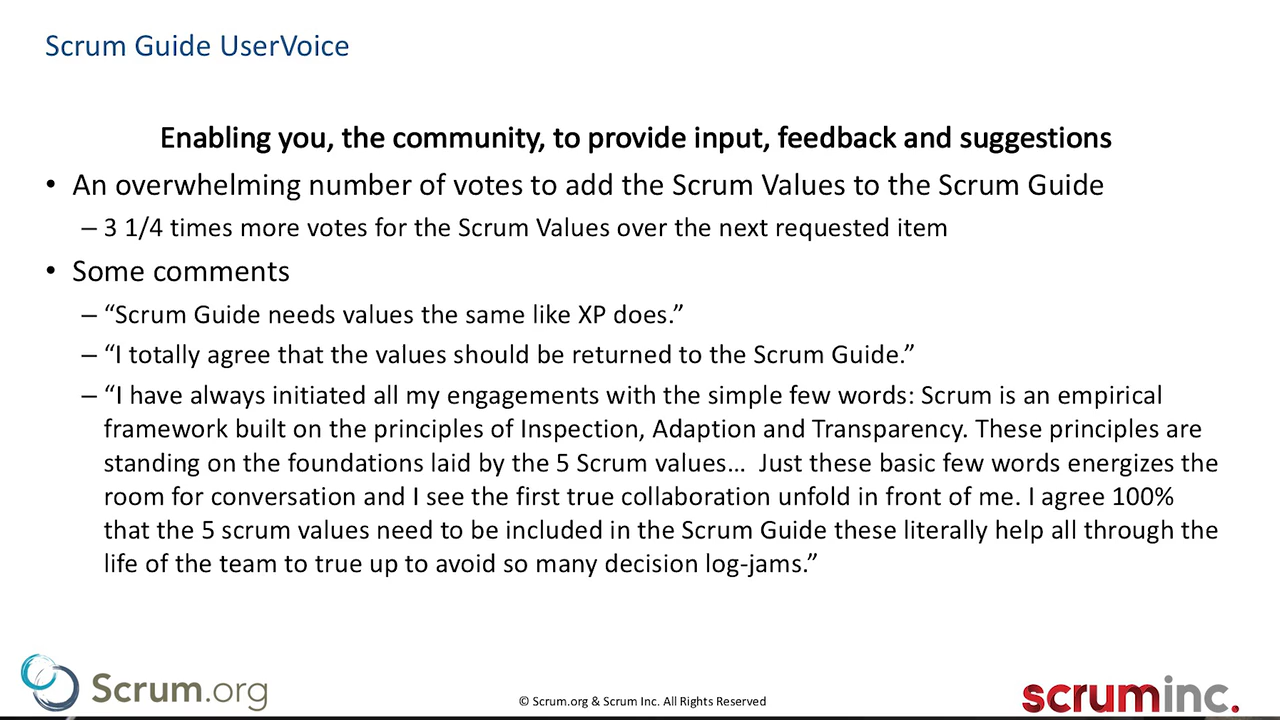 Scrum Guide UserVoice
Enabling you, the community, to provide input, feedback and suggestions
• An overwhelming number of votes to add the Scrum Values to the Scrum Guide
– 3 1/4 times more votes for the Scrum Values over the next requested item
• Some comments
– “Scrum Guide needs values the same like XP does.”
– “I totally agree that the values should be returned to the Scrum Guide.”
– “I have always initiated all my engagements with the simple few words: Scrum is an empirical
framework built on the principles of Inspection, Adaption and Transparency. These principles are
standing on the foundations laid by the 5 Scrum values… Just these basic few words energizes the
room for conversation and I see the first true collaboration unfold in front of me. I agree 100%
that the 5 scrum values need to be included in the Scrum Guide these literally help all through the
life of the team to true up to avoid so many decision log-jams.”
Scrum.org
© Scrum.org & Scrum Inc. All Rights Reserved
scruminc.